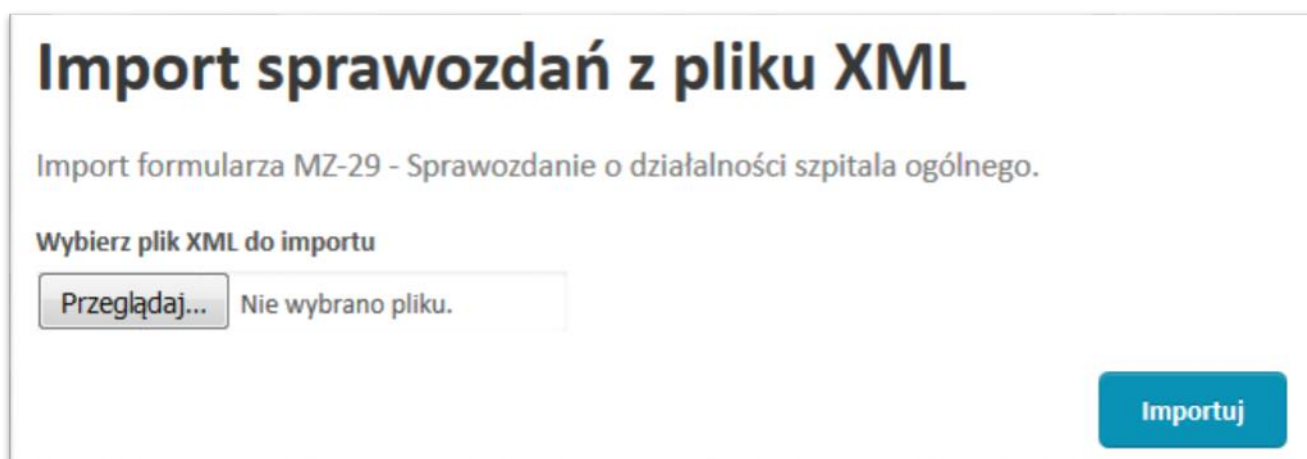 Import sprawozdań z pliku XML
Import formularza MZ-29 - Sprawozdanie o działalności szpitala ogólnego.
Wybierz plik XML do importu
Przeglądaj... Nie wybrano pliku.
Importuj